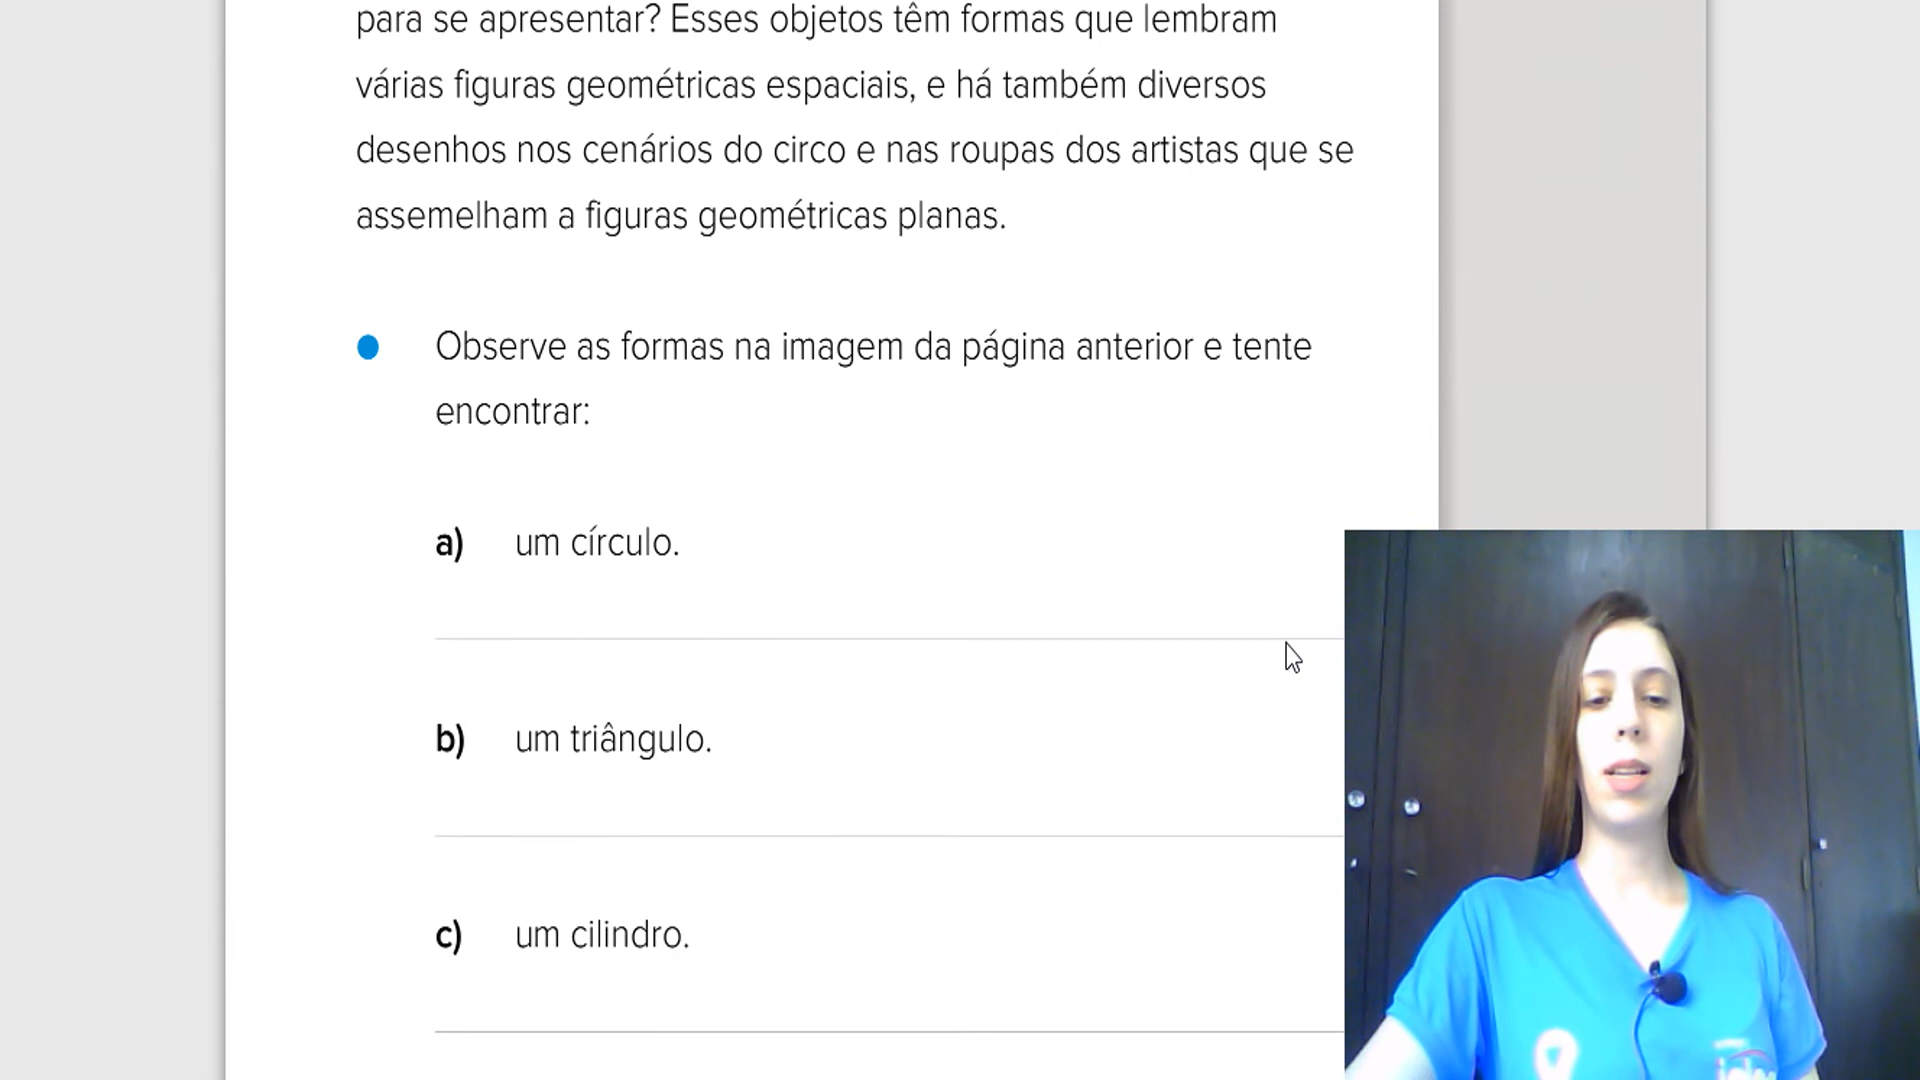 para se apresentar? Esses objetos têm formas que lembram
várias figuras geométricas espaciais, e há também diversos
desenhos nos cenários do circo e nas roupas dos artistas que se
assemelham a figuras geométricas planas.
Observe as formas na imagem da página anterior e tente
encontrar:
a) um círculo.
b) um triângulo.
c) um cilindro.